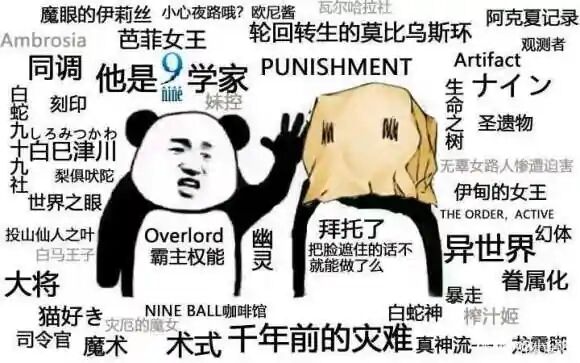 魔眼的伊莉丝
小心夜路哦?
欧尼酱
瓦尔哈拉社
阿克夏记录
Ambrosia
芭菲女王
轮回转生的莫比乌斯环
观测者
同调
他是9nine学家
PUNISHMENT
Artifact
ナイン
白蛇九十九社
刻印
妹控
生命之树
圣遗物
しろみつかわ
白巳津川
梨俱吠陀
无辜女路人惨遭迫害
世界之眼
伊甸的女王
THE ORDER, ACTIVE
投山仙人之叶
白马王子
Overlord
霸主权能
幽灵
拜托了
把脸遮住的话不
就能做了么
异世界
幻体
眷属化
大将
猫好き
司令官
灾厄的魔女
NINE BALL咖啡馆
魔术
术式
千年前的灾难
白蛇神
暴走
榨汁姬
真神流一一